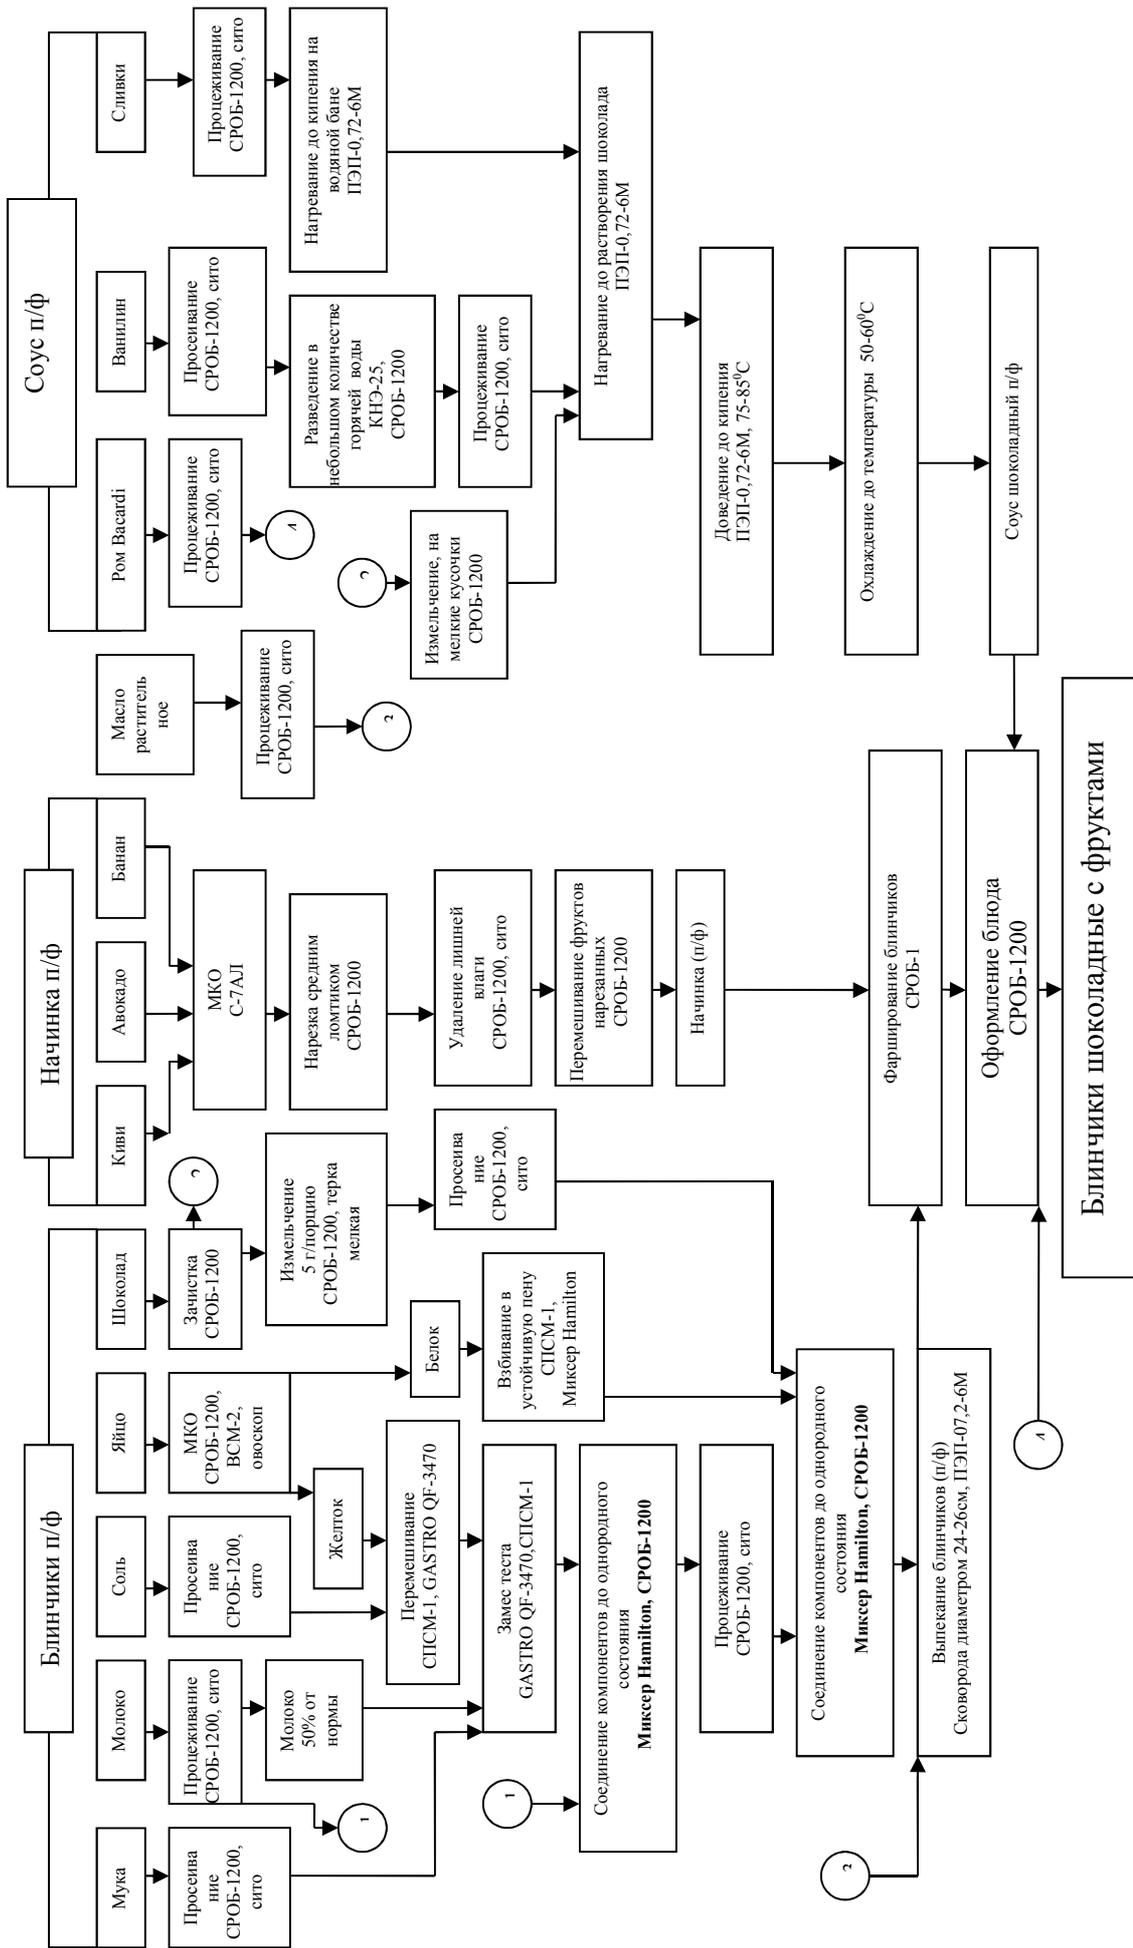 Блинчики п/ф
Мука
Просеива
ние
СРОБ-1200,
сито
Молоко
Процеживание
СРОБ-1200, сито
Молоко
50% от
нормы
1
Соль
Просеива
ние
СРОБ-1200,
сито
Яйцо
МКО
СРОБ-1200,
ВСМ-2,
овоскоп
Желток
Белок
Перемешивание
СПСМ-1, GASTRO QF-3470
Взбивание в
устойчивую пену
СПСМ-1,
Миксер Hamilton
Шоколад
Зачистка
СРОБ-1200
Измельчение
5 г/порцию
СРОБ-1200, терка
мелкая
Просеива
ние
СРОБ-1200,
сито
Замес теста
GASTRO QF-3470,СПСМ-1
1
Соединение компонентов до однородного
состояния
Миксер Hamilton, СРОБ-1200
Процеживание
СРОБ-1200, сито
Соединение компонентов до однородного
состояния
Миксер Hamilton, СРОБ-1200
2
Выпекание блинчиков (п/ф)
Сковорода диаметром 24-26см, ПЭП-07,2-6М
Начинка п/ф
Киви
Авокадо
Банан
МКО
С-7АЛ
Нарезка средним
ломтиком
СРОБ-1200
Удаление лишней
влаги
СРОБ-1200, сито
Перемешивание фруктов
нарезанных
СРОБ-1200
Начинка (п/ф)
Фарширование блинчиков
СРОБ-1
Оформление блюда
СРОБ-1200
Блинчики шоколадные с фруктами
Масло
раститель
ное
Процеживание
СРОБ-1200, сито
2
Соус п/ф
Ром Bacardi
Процеживание
СРОБ-1200, сито
Ванилин
Просеивание
СРОБ-1200, сито
Разведение в
небольшом количестве
горячей воды
КНЭ-25,
СРОБ-1200
Процеживание
СРОБ-1200, сито
Сливки
Процеживание
СРОБ-1200, сито
Нагревание до кипения на
водяной бане
ПЭП-0,72-6М
Измельчение, на
мелкие кусочки
СРОБ-1200
Нагревание до растворения шоколада
ПЭП-0,72-6М
Доведение до кипения
ПЭП-0,72-6М, 75-85⁰С
Охлаждение до температуры 50-60⁰С
Соус шоколадный п/ф